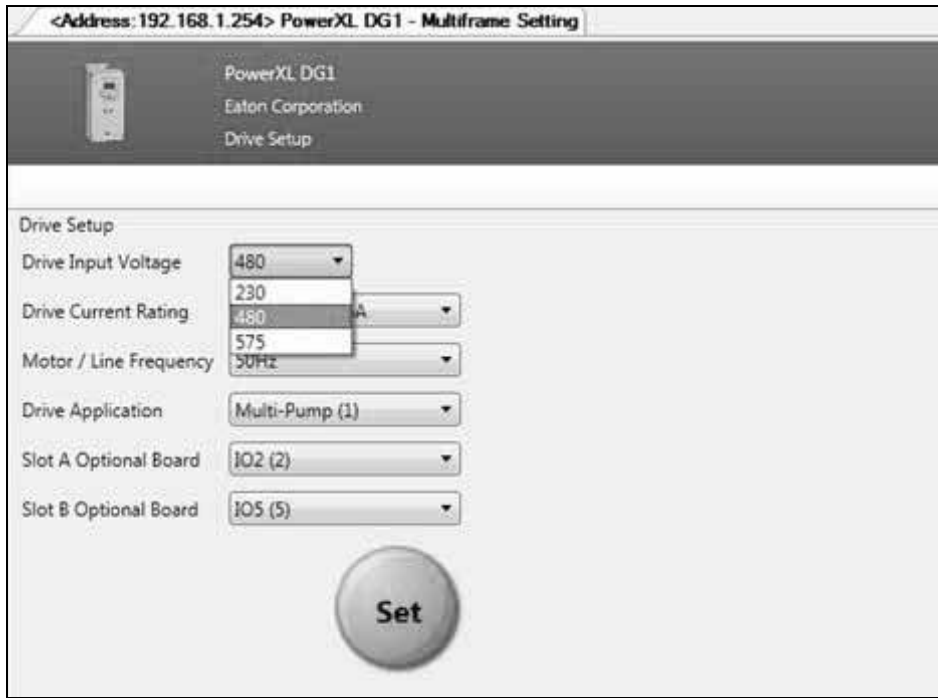 <Address:192.168.1.254> PowerXL DG1 - Multiframe Setting
PowerXL DG1
Eaton Corporation
Drive Setup
Drive Setup
Drive Input Voltage
480
230
480
575
Drive Current Rating
A
Motor / Line Frequency
50Hz
Drive Application
Multi-Pump (1)
Slot A Optional Board
IO2 (2)
Slot B Optional Board
IO5 (5)
Set